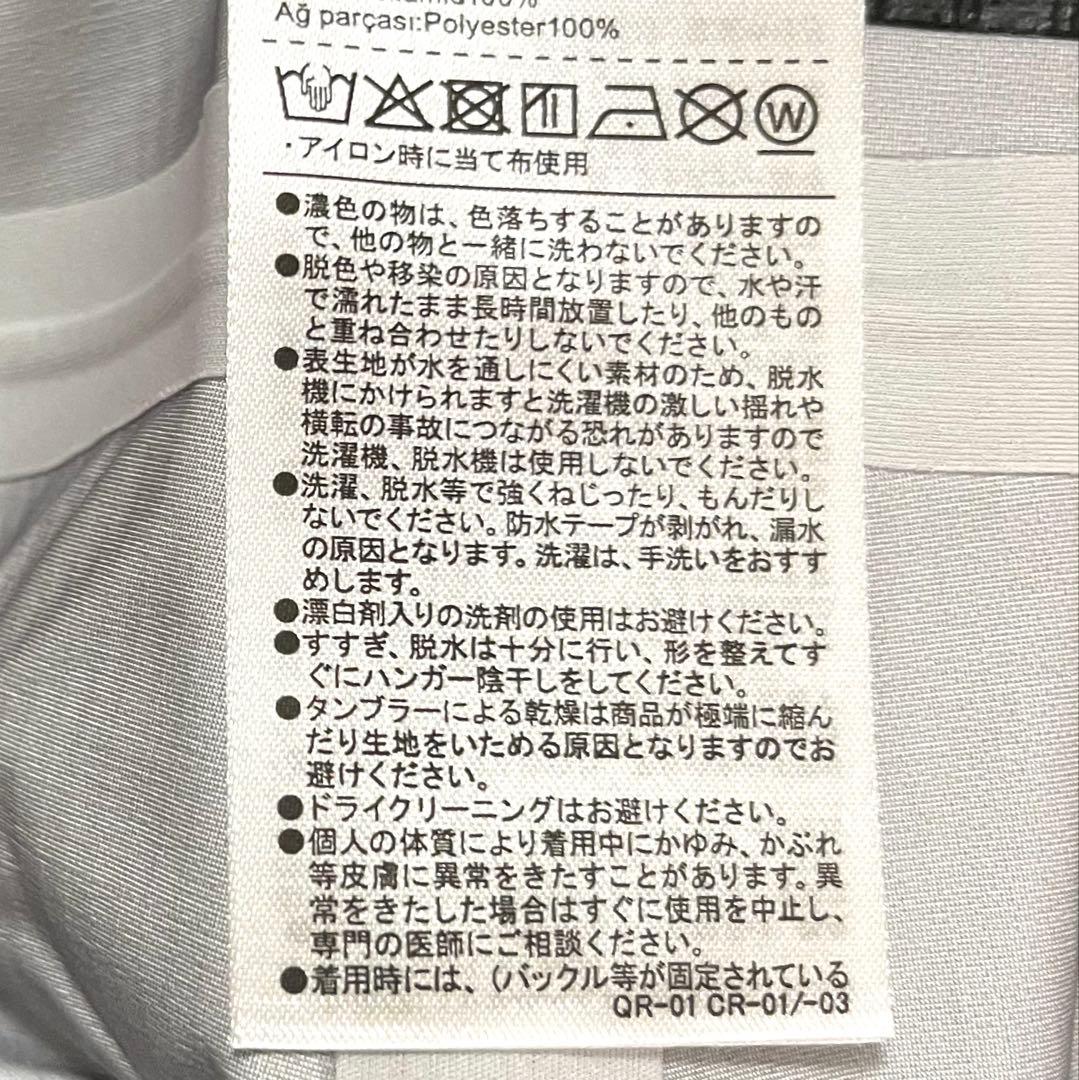 100%
Ağ parçası:Polyester100%
W
・アイロン時に当て布使用
●濃色の物は、色落ちすることがありますの
で、他の物と一緒に洗わないでください。
●脱色や移染の原因となりますので、水や汗
で濡れたまま長時間放置したり、他のもの
と重ね合わせたりしないでください。
●表生地が水を通しにくい素材のため、脱水
機にかけられますと洗濯機の激しい揺れや
横転の事故につながる恐れがありますので
洗濯機、脱水機は使用しないでください。
●洗濯、脱水等で強くねじったり、もんだりし
ないでください。防水テープが剥がれ、漏水
の原因となります。洗濯は、手洗いをおすす
めします。
●漂白剤入りの洗剤の使用はお避けください。
●すすぎ、脱水は十分に行い、形を整えてす
ぐにハンガー陰干しをしてください。
●タンブラーによる乾燥は商品が極端に縮ん
だり生地をいためる原因となりますのでお
避けください。
●ドライクリーニングはお避けください。
●個人の体質により着用中にかゆみ、かぶれ
等皮膚に異常をきたすことがあります。異
常をきたした場合はすぐに使用を中止し、
専門の医師にご相談ください。
●着用時には、(バックル等が固定されている
QR-01 CR-01/-03